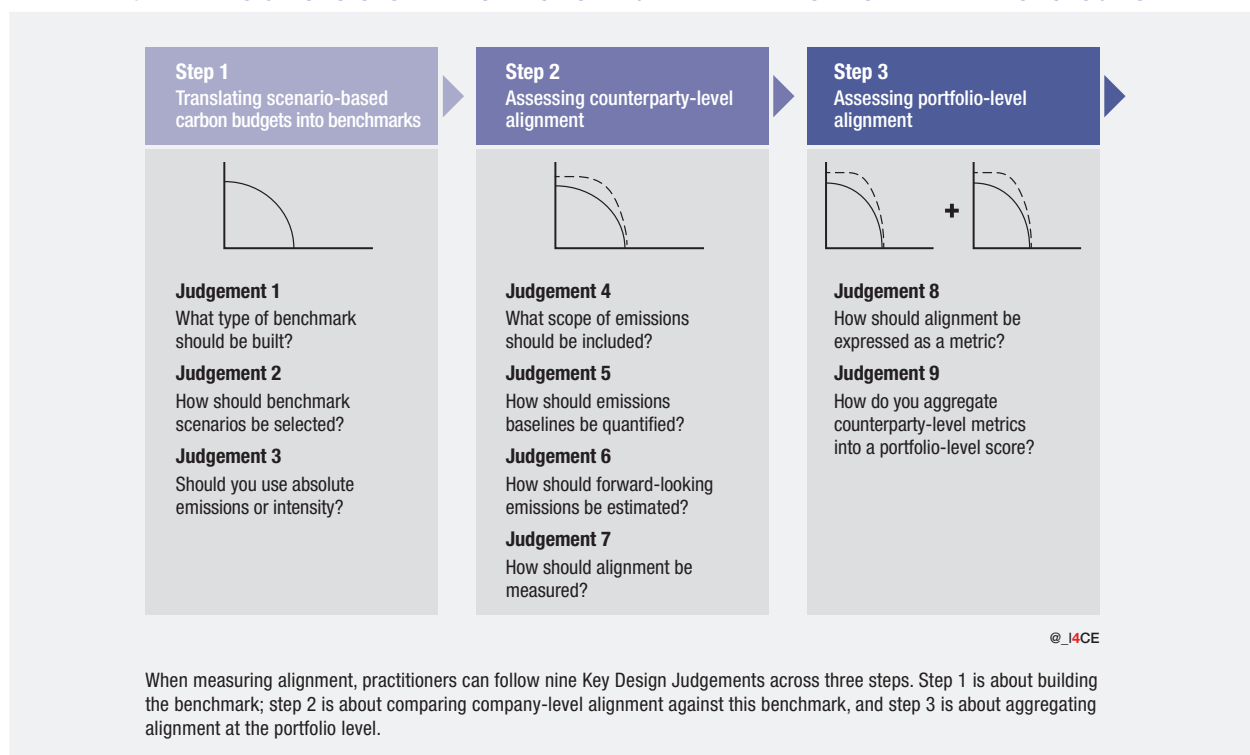 Step 1
Translating scenario-based
carbon budgets into benchmarks
Judgement 1
What type of benchmark
should be built?
Judgement 2
How should benchmark
scenarios be selected?
Judgement 3
Should you use absolute
emissions or intensity?
Step 2
Assessing counterparty-level
alignment
Judgement 4
What scope of emissions
should be included?
Judgement 5
How should emissions
baselines be quantified?
Judgement 6
How should forward-looking
emissions be estimated?
Judgement 7
How should alignment be
measured?
Step 3
Assessing portfolio-level
alignment
+
Judgement 8
How should alignment be
expressed as a metric?
Judgement 9
How do you aggregate
counterparty-level metrics
into a portfolio-level score?
@_I4CE
When measuring alignment, practitioners can follow nine Key Design Judgements across three steps. Step 1 is about building
the benchmark; step 2 is about comparing company-level alignment against this benchmark, and step 3 is about aggregating
alignment at the portfolio level.